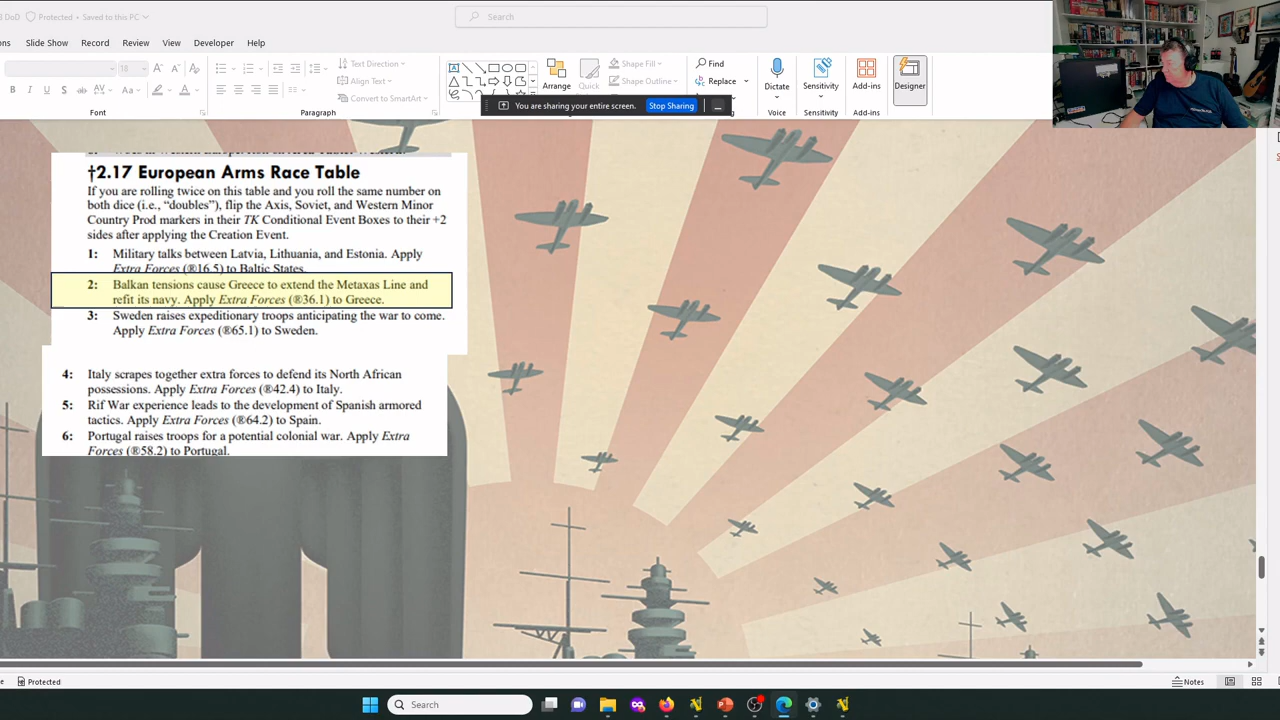 DoD
Protected • Saved to this PC
Search
ons
Slide Show
Record
Review
View
Developer
Help
18
Text Direction
Align Text
Convert to SmartArt
Arrange
Quick
Shape Fill
Shape Outline
Find
Replace
Dictate
Sensitivity
Add-ins
Designer
You are sharing your entire screen.
Stop Sharing
Font
Paragraph
Voice
Sensitivity
Add-ins
†2.17 European Arms Race Table
If you are rolling twice on this table and you roll the same number on
both dice (i.e., “doubles”), flip the Axis, Soviet, and Western Minor
Country Prod markers in their TK Conditional Event Boxes to their +2
sides after applying the Creation Event.
1: Military talks between Latvia, Lithuania, and Estonia. Apply
Extra Forces (®16.5) to Baltic States.
2: Balkan tensions cause Greece to extend the Metaxas Line and
refit its navy. Apply Extra Forces (®36.1) to Greece.
3: Sweden raises expeditionary troops anticipating the war to come.
Apply Extra Forces (®65.1) to Sweden.
4: Italy scrapes together extra forces to defend its North African
possessions. Apply Extra Forces (®42.4) to Italy.
5: Rif War experience leads to the development of Spanish armored
tactics. Apply Extra Forces (®64.2) to Spain.
6: Portugal raises troops for a potential colonial war. Apply Extra
Forces (®58.2) to Portugal.
Protected
Notes
Search